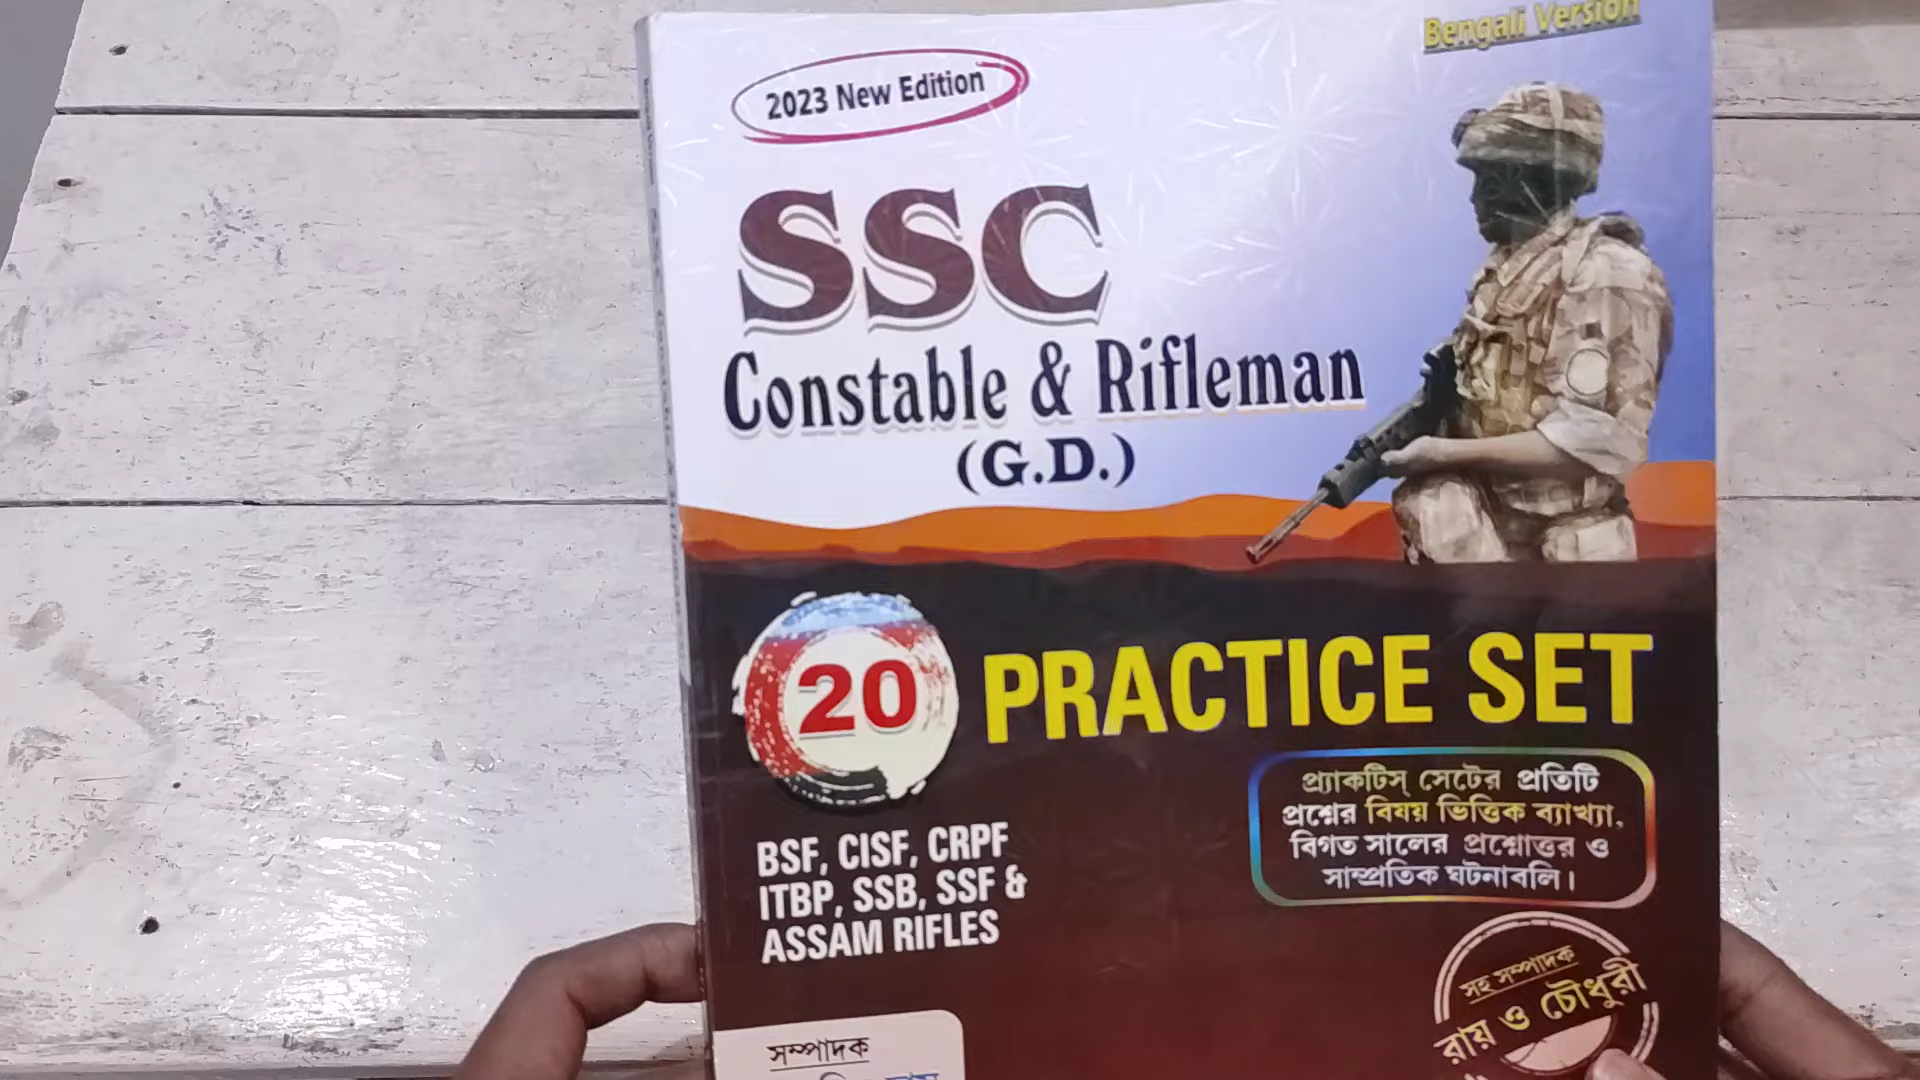 Bengali Version
2023 New Edition
SSC
Constable & Rifleman
(G.D.)
20
PRACTICE SET
প্র্যাকটিস্ সেটের প্রতিটি
প্রশ্নের বিষয় ভিত্তিক ব্যাখ্যা,
বিগত সালের প্রশ্নোত্তর ও
সাম্প্রতিক ঘটনাবলি।
BSF, CISF, CRPF
ITBP, SSB, SSF &
ASSAM RIFLES
সহ সম্পাদক
রায় ও চৌধুরী
সম্পাদক